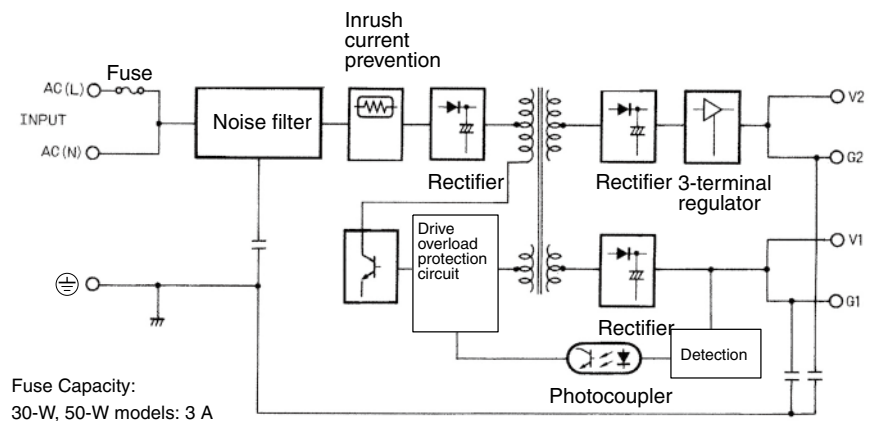 Inrush
current
prevention
Fuse
AC(L)
INPUT
AC(N)
Noise filter
V2
G2
Rectifier
Rectifier
3-terminal
regulator
Drive
overload
protection
circuit
V1
G1
Rectifier
Detection
Photocoupler
Fuse Capacity:
30-W, 50-W models: 3 A